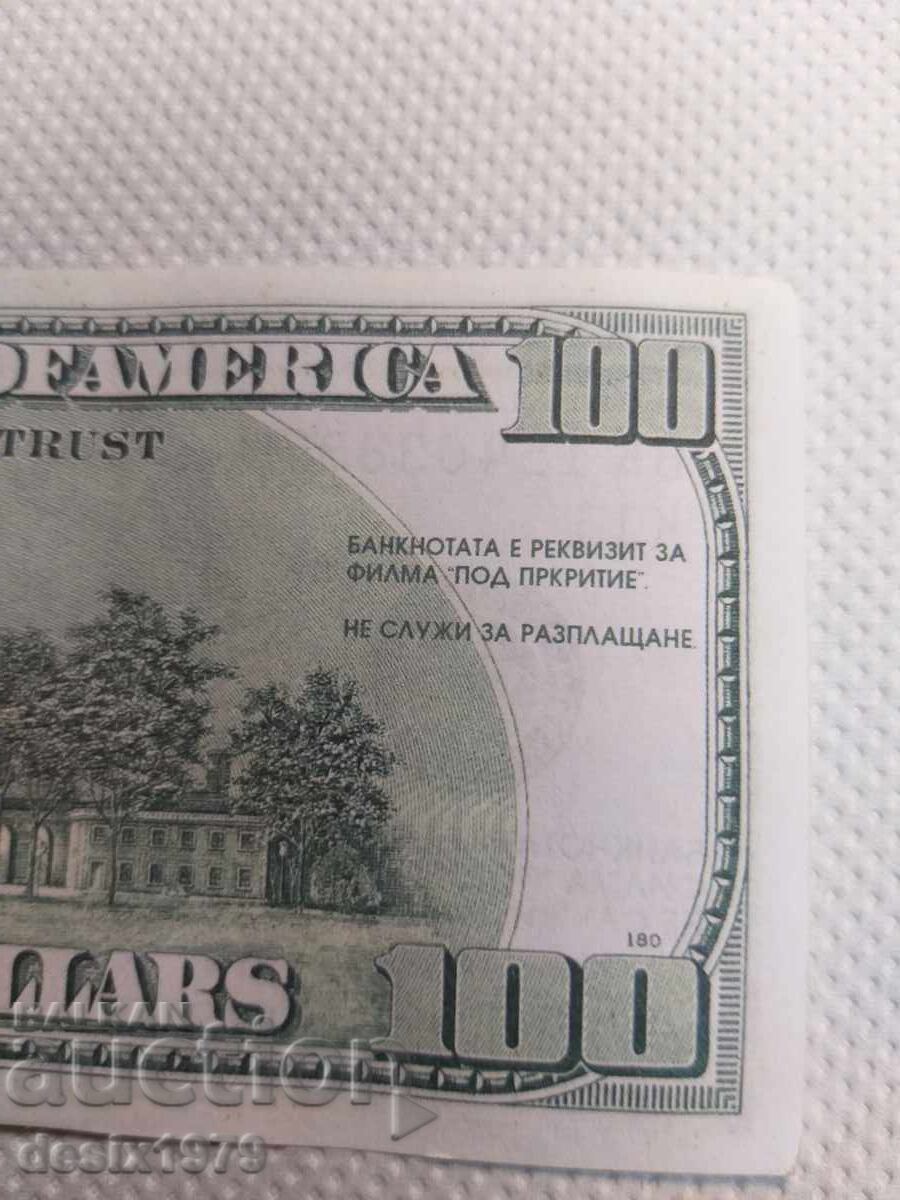 OF AMERICA 100
TRUST
БАНКНОТАТА Е РЕКВИЗИТ ЗА
ФИЛМА "ПОД ПРКРИТИЕ".
НЕ СЛУЖИ ЗА РАЗПЛАЩАНЕ.
180
LLARS 100
BALKAN
auction
desix1979